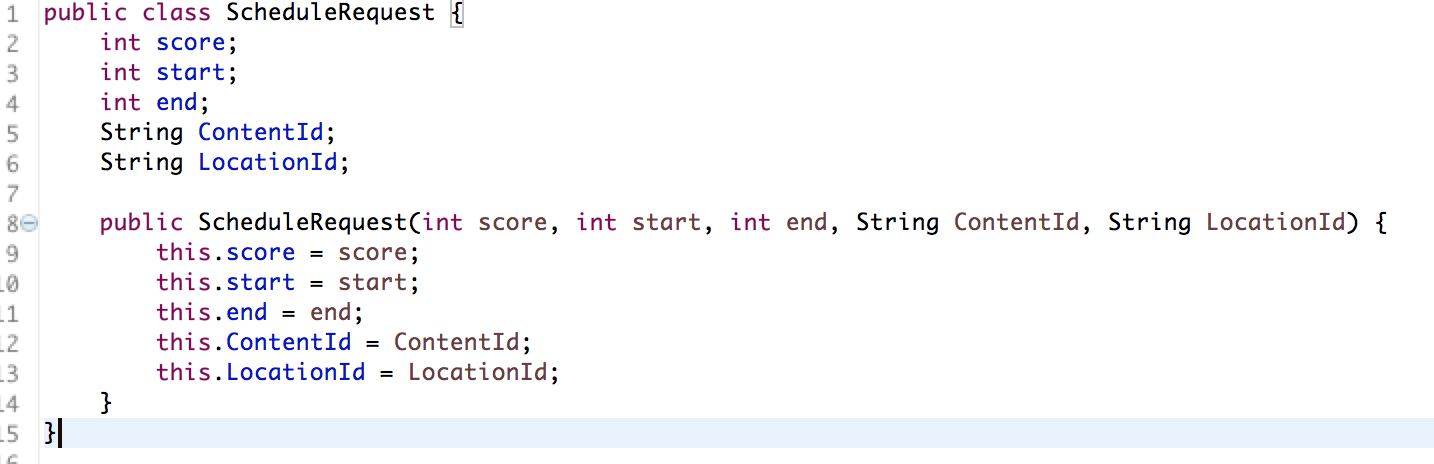 1 public class ScheduleRequest {
2     int score;
3     int start;
4     int end;
5     String ContentId;
6     String LocationId;
7
8     public ScheduleRequest(int score, int start, int end, String ContentId, String LocationId) {
9         this.score = score;
10         this.start = start;
11         this.end = end;
12         this.ContentId = ContentId;
13         this.LocationId = LocationId;
14     }
15 }
16